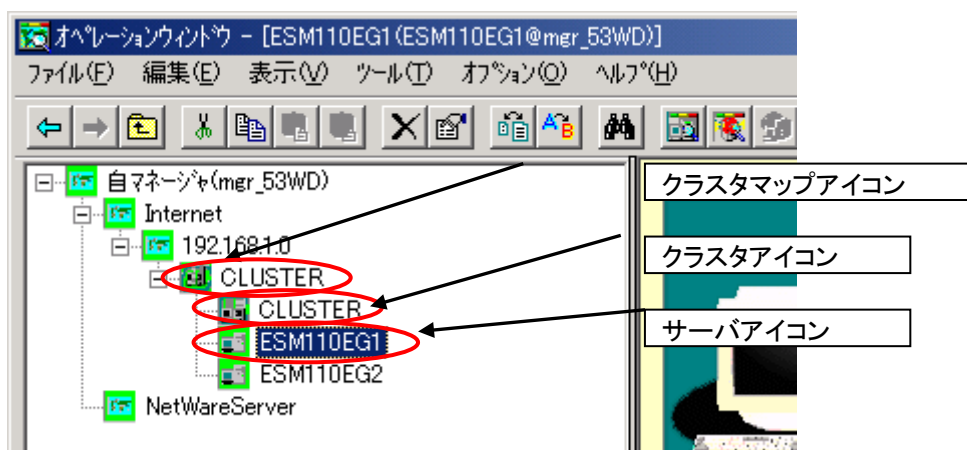 オペレーションウィンドウ - [ESM110EG1(ESM110EG1@mgr_53WD)]
ファイル(F) 編集(E) 表示(V) ツール(T) オプション(O) ヘルプ(H)
自マネージャ(mgr_53WD)
Internet
192.168.1.0
CLUSTER
CLUSTER
ESM110EG1
ESM110EG2
NetWareServer
クラスタマップアイコン
クラスタアイコン
サーバアイコン